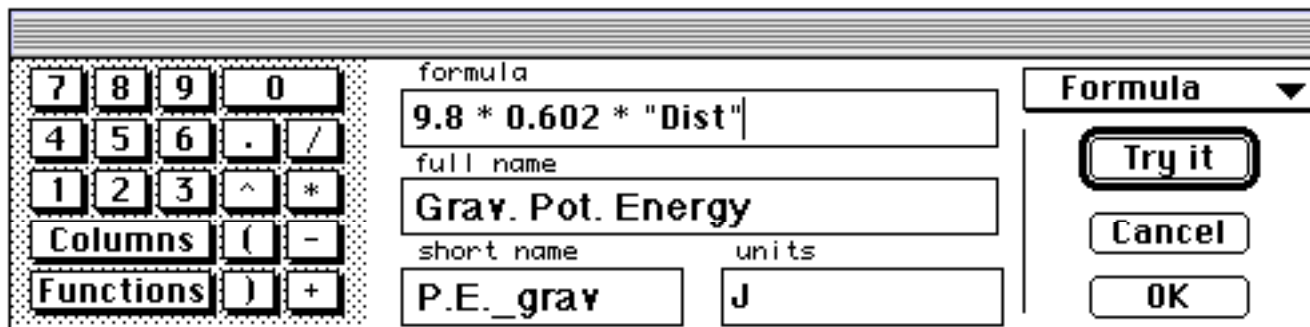 7 8 9 0
4 5 6 . /
1 2 3 ^ *
Columns ( -
Functions ) +
formula
9.8 * 0.602 * "Dist"
full name
Grav. Pot. Energy
short name
P.E._grav
units
J
Formula
Try it
Cancel
OK